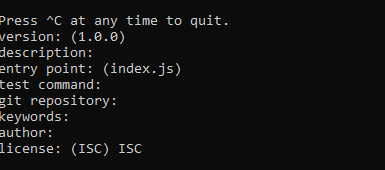 Press ^C at any time to quit.
version: (1.0.0)
description:
entry point: (index.js)
test command:
git repository:
keywords:
author:
license: (ISC) ISC